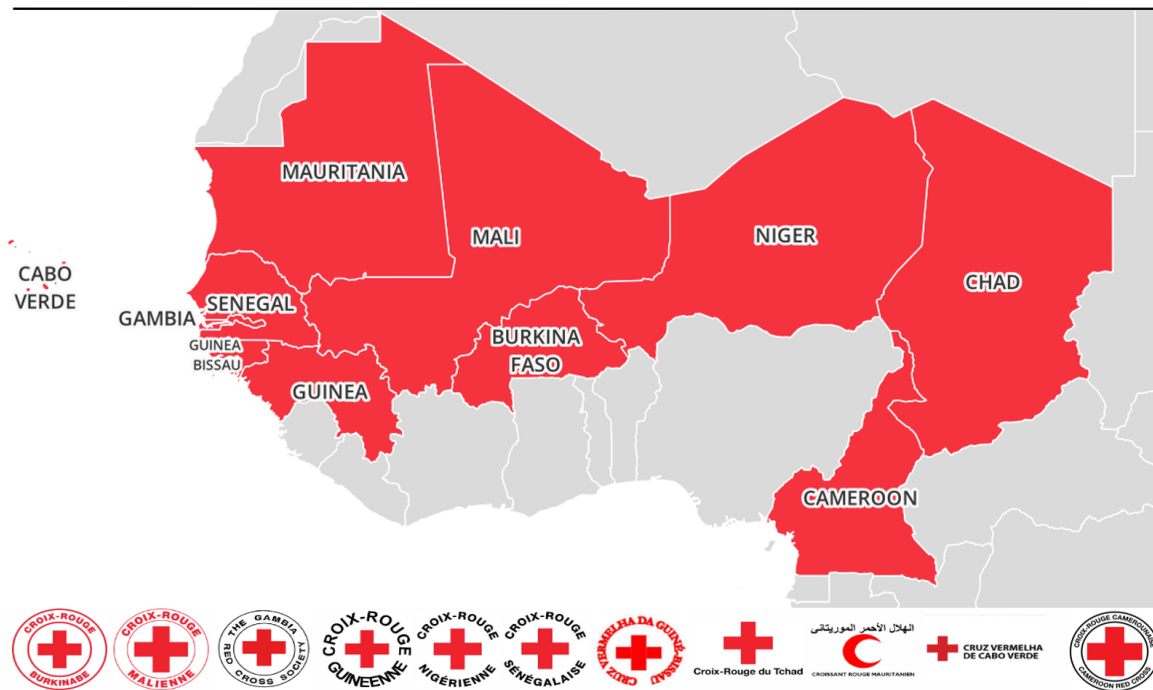 MAURITANIA
MALI
NIGER
CHAD
CABO
VERDE
SENEGAL
GAMBIA
GUINEA
BISSAU
GUINEA
BURKINA
FASO
CAMEROON
CROIX-ROUGE
BURKINABE
CROIX-ROUGE
MALIENNE
THE GAMBIA
RED CROSS SOCIETY
CROIX-ROUGE
GUINEENNE
CROIX-ROUGE
NIGÉRIENNE
CROIX-ROUGE
SÉNÉGALAISE
CRUZ VERMELHA DA GUINÉ-BISSAU
Croix-Rouge du Tchad
الهلال الأحمر الموريتاني
CROISSANT ROUGE MAURITANIEN
CRUZ VERMELHA
DE CABO VERDE
CROIX-ROUGE CAMEROUNAISE
CAMEROON RED CROSS